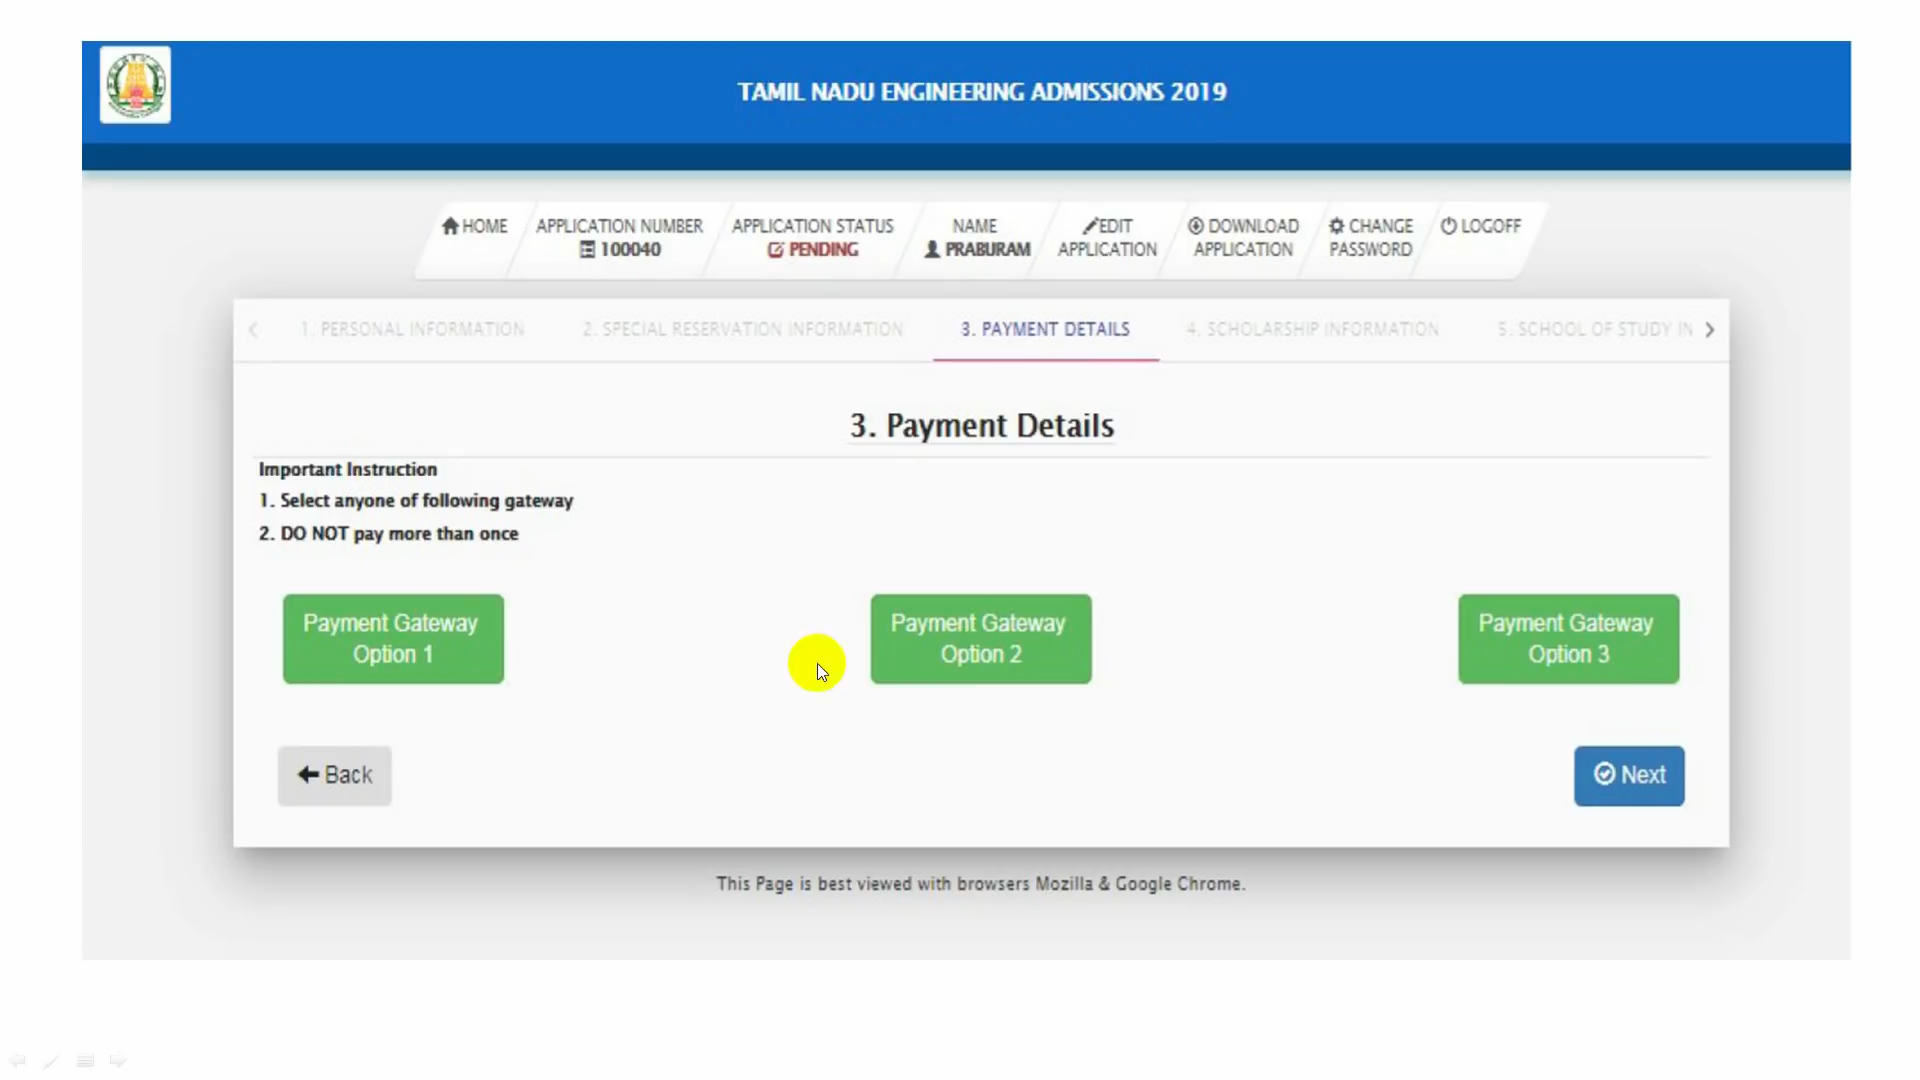 TAMIL NADU ENGINEERING ADMISSIONS 2019
HOME
APPLICATION NUMBER
100040
APPLICATION STATUS
PENDING
NAME
PRABURAM
EDIT
APPLICATION
DOWNLOAD
APPLICATION
CHANGE
PASSWORD
LOGOFF
1. PERSONAL INFORMATION
2. SPECIAL RESERVATION INFORMATION
3. PAYMENT DETAILS
4. SCHOLARSHIP INFORMATION
5. SCHOOL OF STUDY IN
3. Payment Details
Important Instruction
1. Select anyone of following gateway
2. DO NOT pay more than once
Payment Gateway
Option 1
Payment Gateway
Option 2
Payment Gateway
Option 3
Back
Next
This Page is best viewed with browsers Mozilla & Google Chrome.